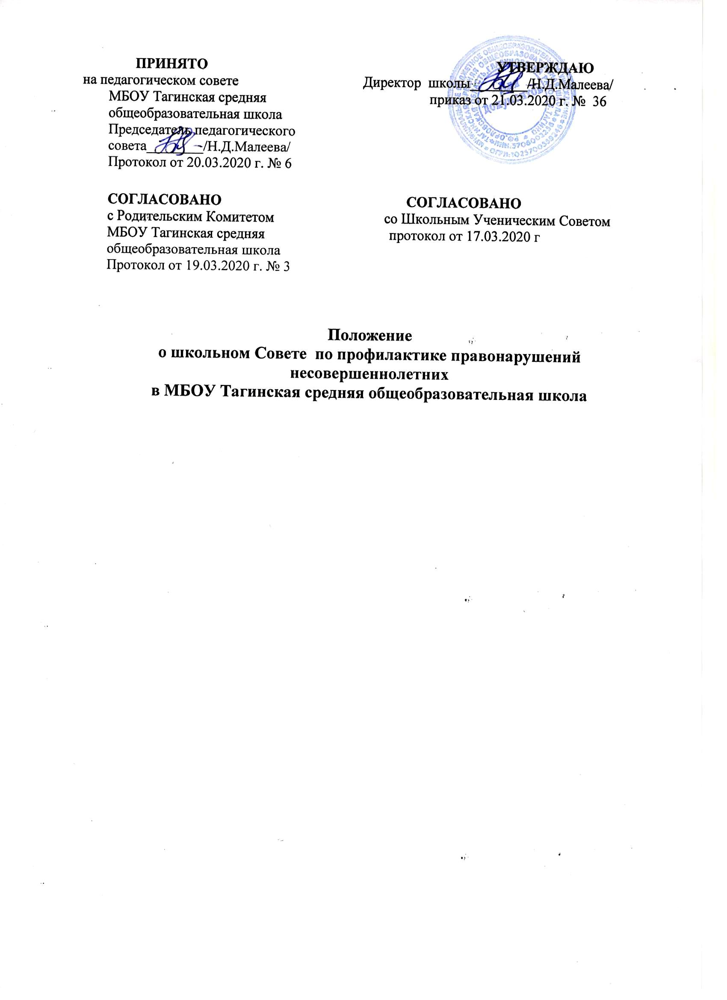 ПРИНЯТО
на педагогическом совете
МБОУ Тагинская средняя
общеобразовательная школа
Председатель педагогического
совета_________/Н.Д.Малеева/
Протокол от 20.03.2020 г. № 6
УТВЕРЖДАЮ
Директор школы_________/Н.Д.Малеева/
приказ от 21.03.2020 г. № 36
документов
СОГЛАСОВАНО
с Родительским Комитетом
МБОУ Тагинская средняя
общеобразовательная школа
Протокол от 19.03.2020 г. № 3
СОГЛАСОВАНО
со Школьным Ученическим Советом
протокол от 17.03.2020 г
Положение
о школьном Совете по профилактике правонарушений
несовершеннолетних
в МБОУ Тагинская средняя общеобразовательная школа